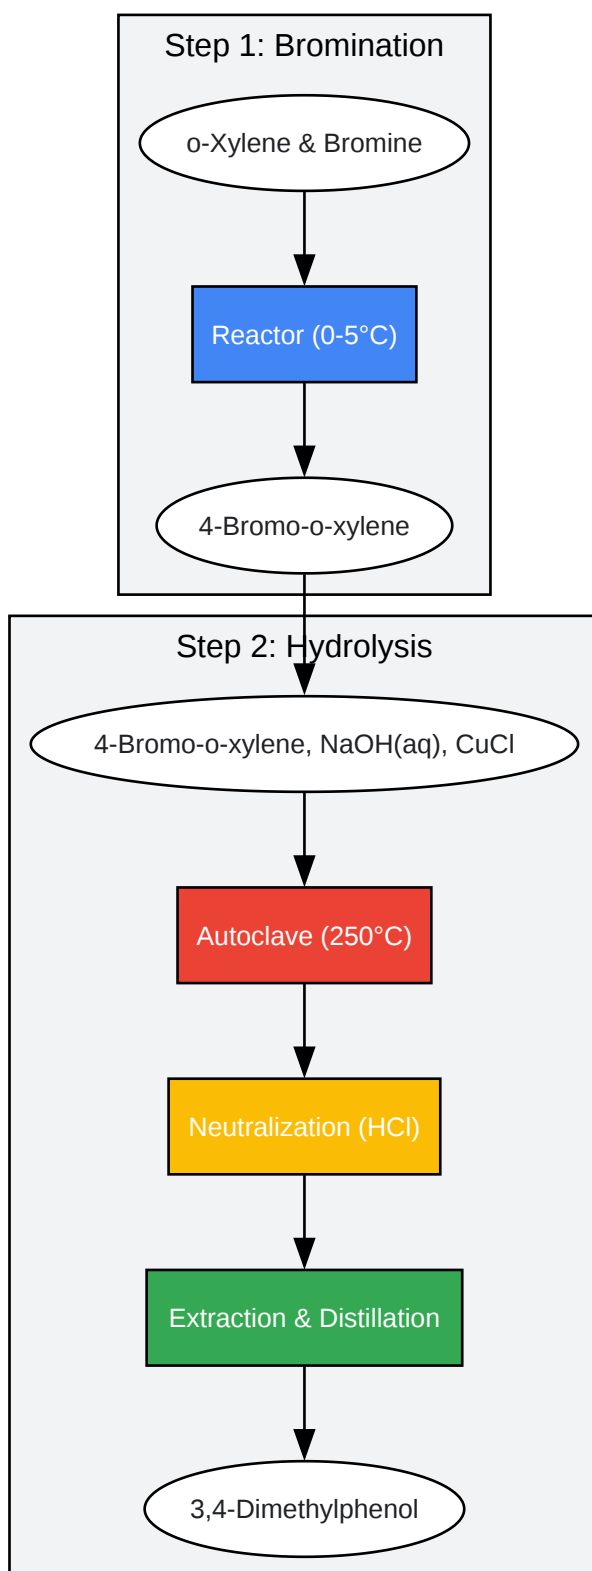 Step 1: Bromination
o-Xylene & Bromine
Reactor (0-5°C)
4-Bromo-o-xylene
Step 2: Hydrolysis
4-Bromo-o-xylene, NaOH(aq), CuCl
Autoclave (250°C)
Neutralization (HCl)
Extraction & Distillation
3,4-Dimethylphenol